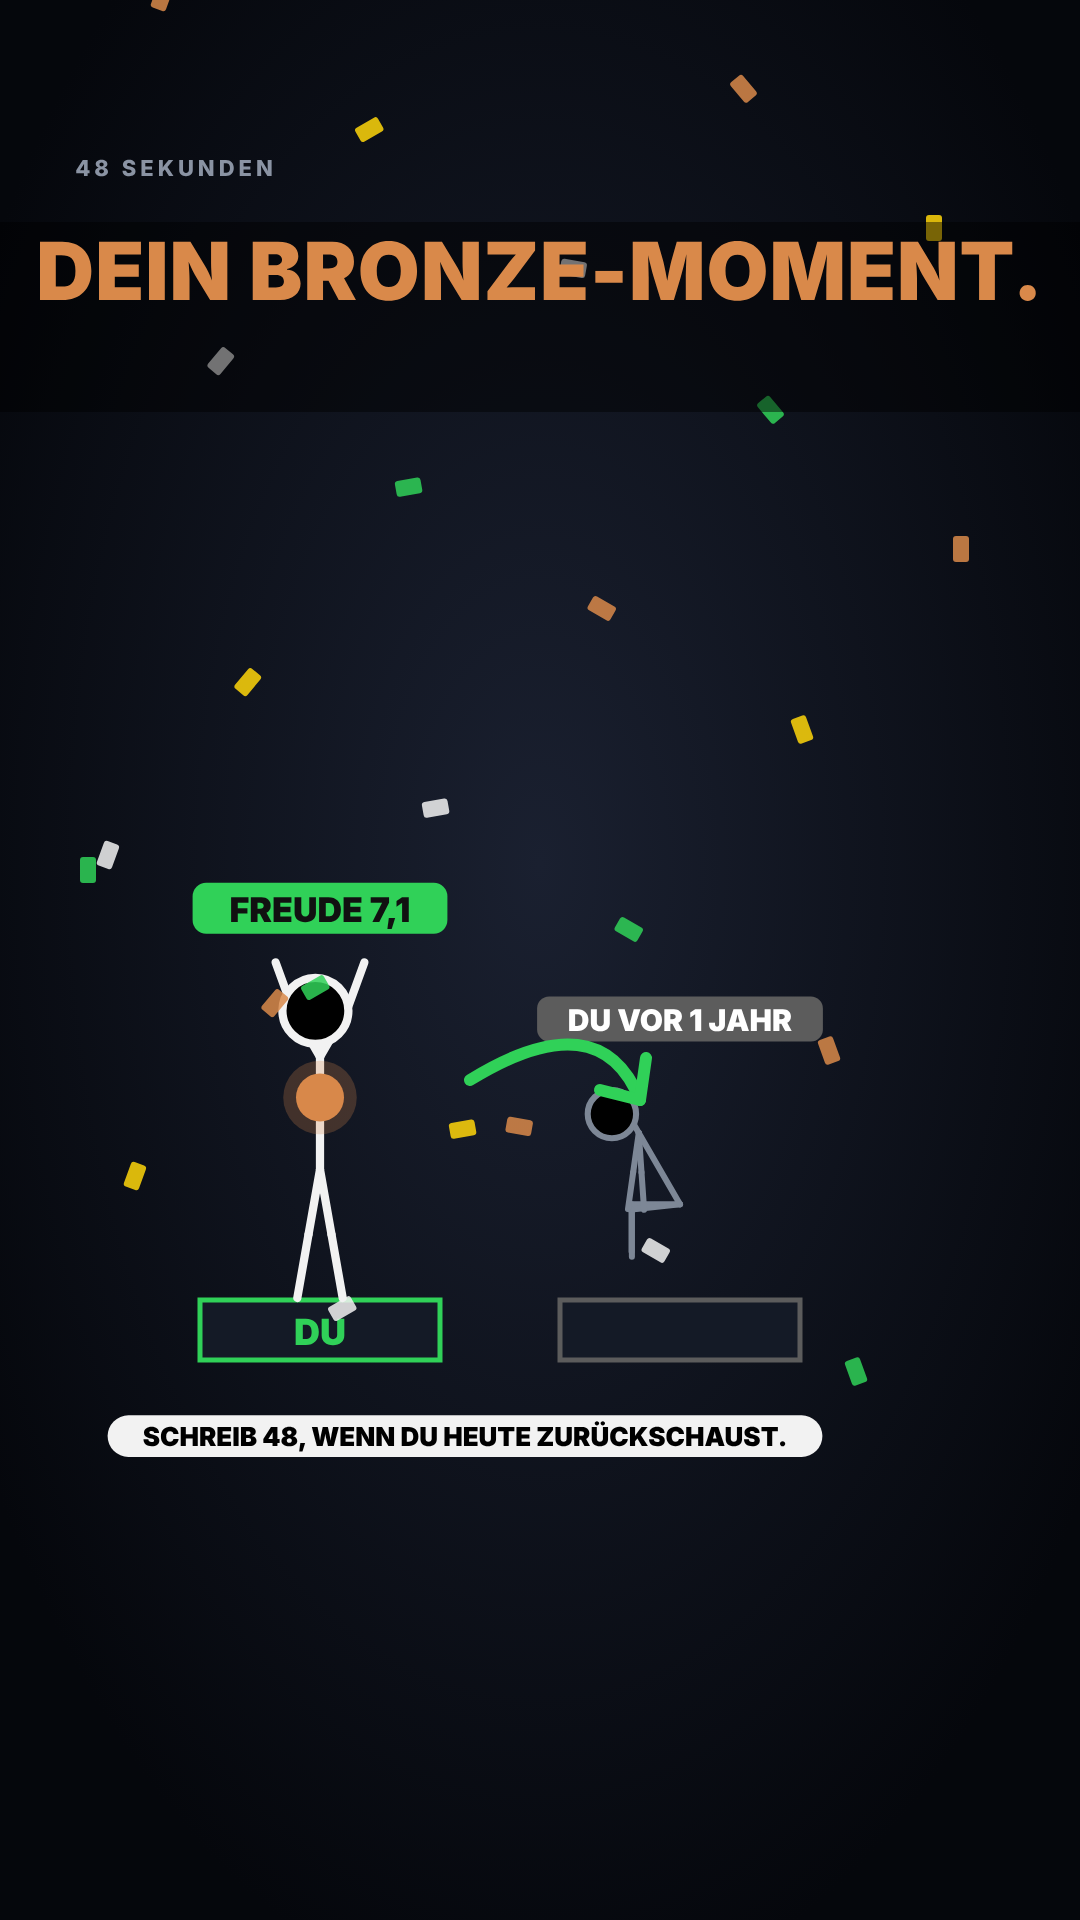 48 SEKUNDEN
DEIN BRONZE-MOMENT.
FREUDE 7,1
DU VOR 1 JAHR
DU
SCHREIB 48, WENN DU HEUTE ZURÜCKSCHAUST.